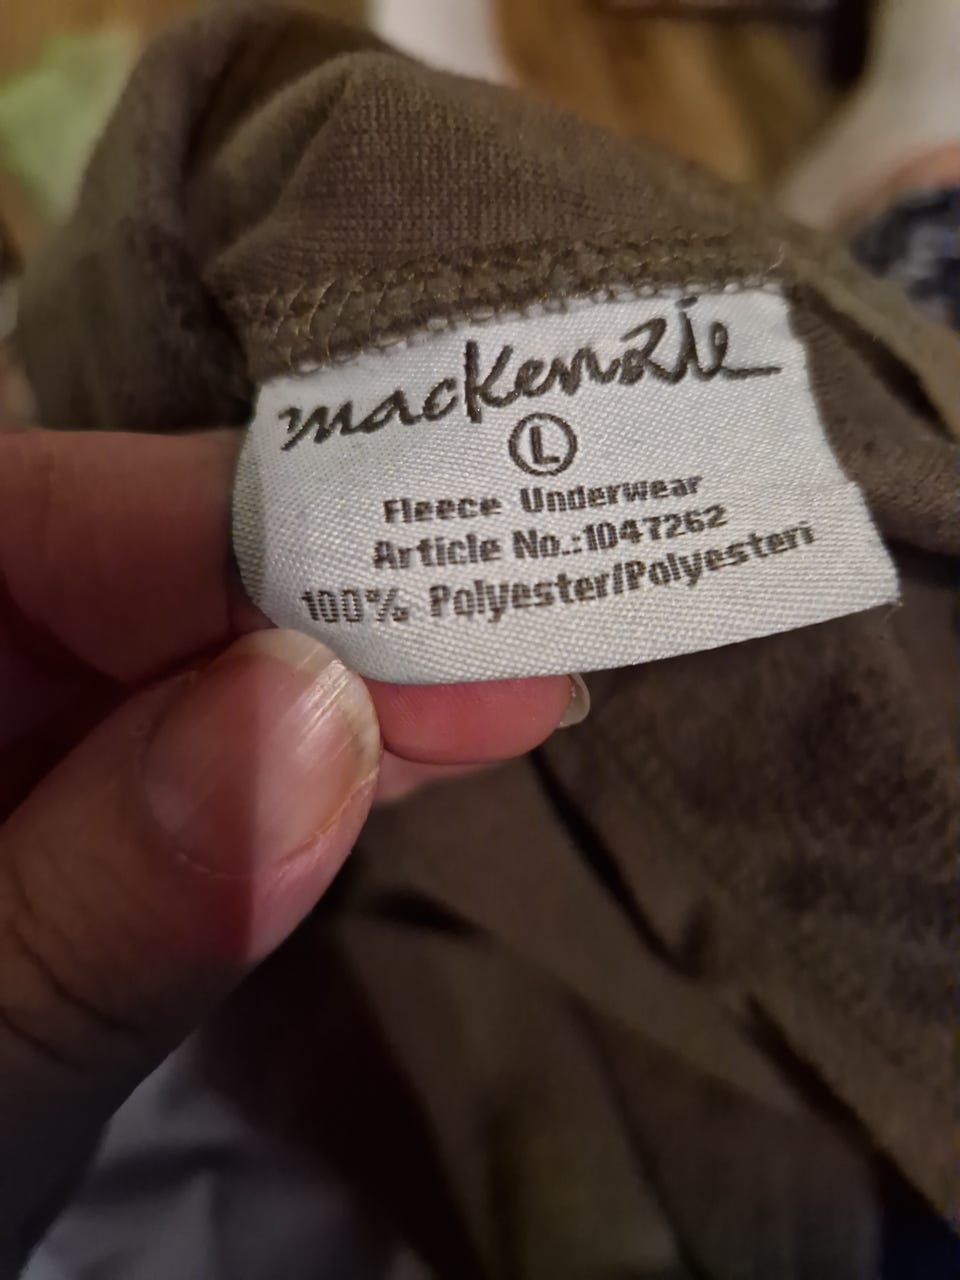 mackenzie
L
Fleece Underwear
Article No.:1047262
100% Polyester/Polyesteri